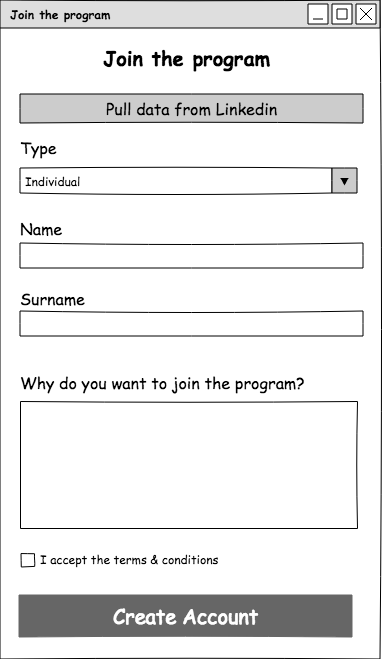 Join the program
Join the program
Pull data from Linkedin
Type
Individual
Name
Surname
Why do you want to join the program?
I accept the terms & conditions
Create Account